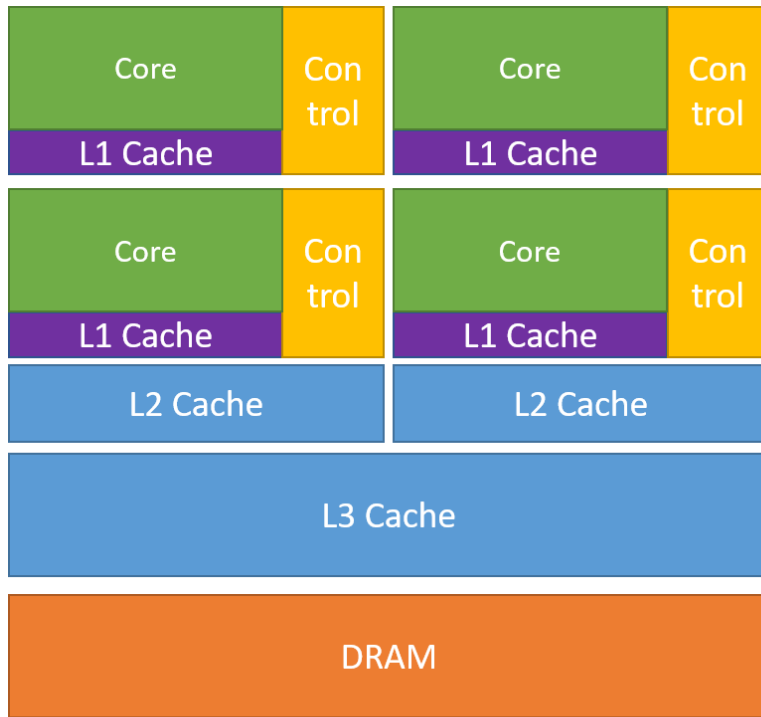 Core
Con
trol
L1 Cache
Core
Con
trol
L1 Cache
Core
Con
trol
L1 Cache
Core
Con
trol
L1 Cache
L2 Cache
L2 Cache
L3 Cache
DRAM